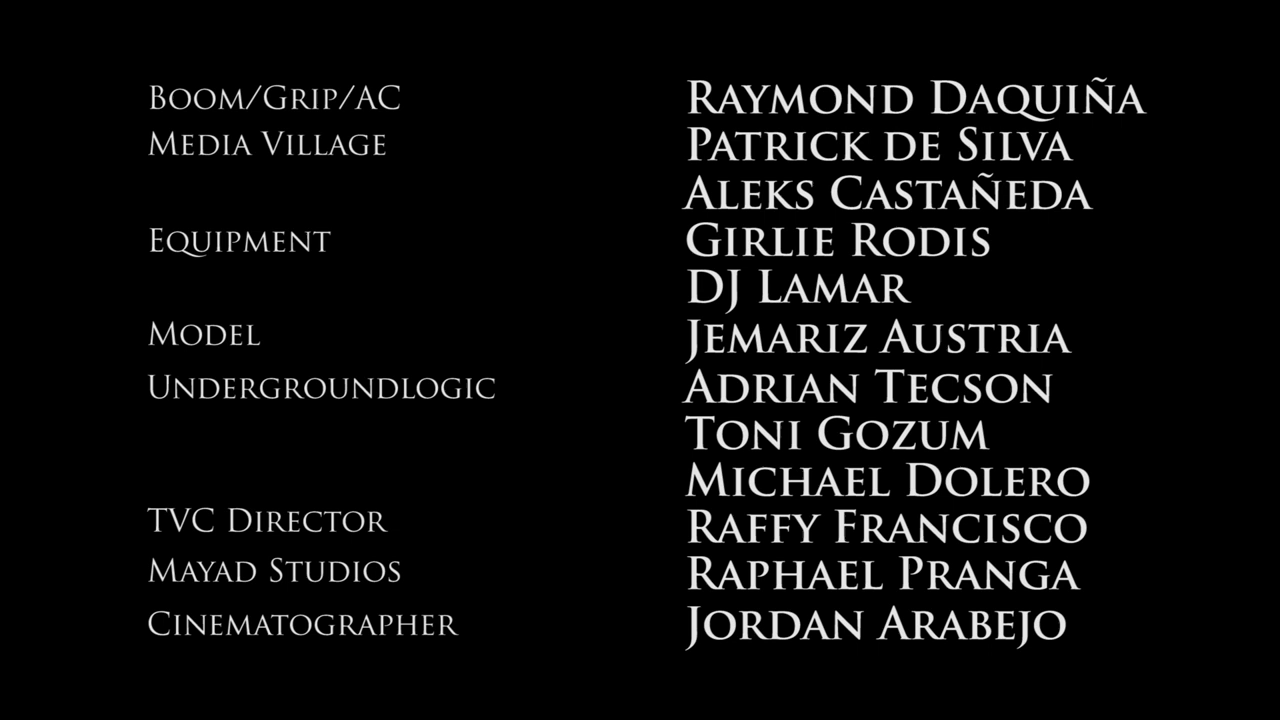 Boom/Grip/AC Raymond Daquiña
Media Village Patrick de Silva
Aleks Castañeda
Equipment Girlie Rodis
DJ Lamar
Model Jemariz Austria
Undergroundlogic Adrian Tecson
Toni Gozum
Michael Dolero
TVC Director Raffy Francisco
Mayad Studios Raphael Pranga
Cinematographer Jordan Arabejo